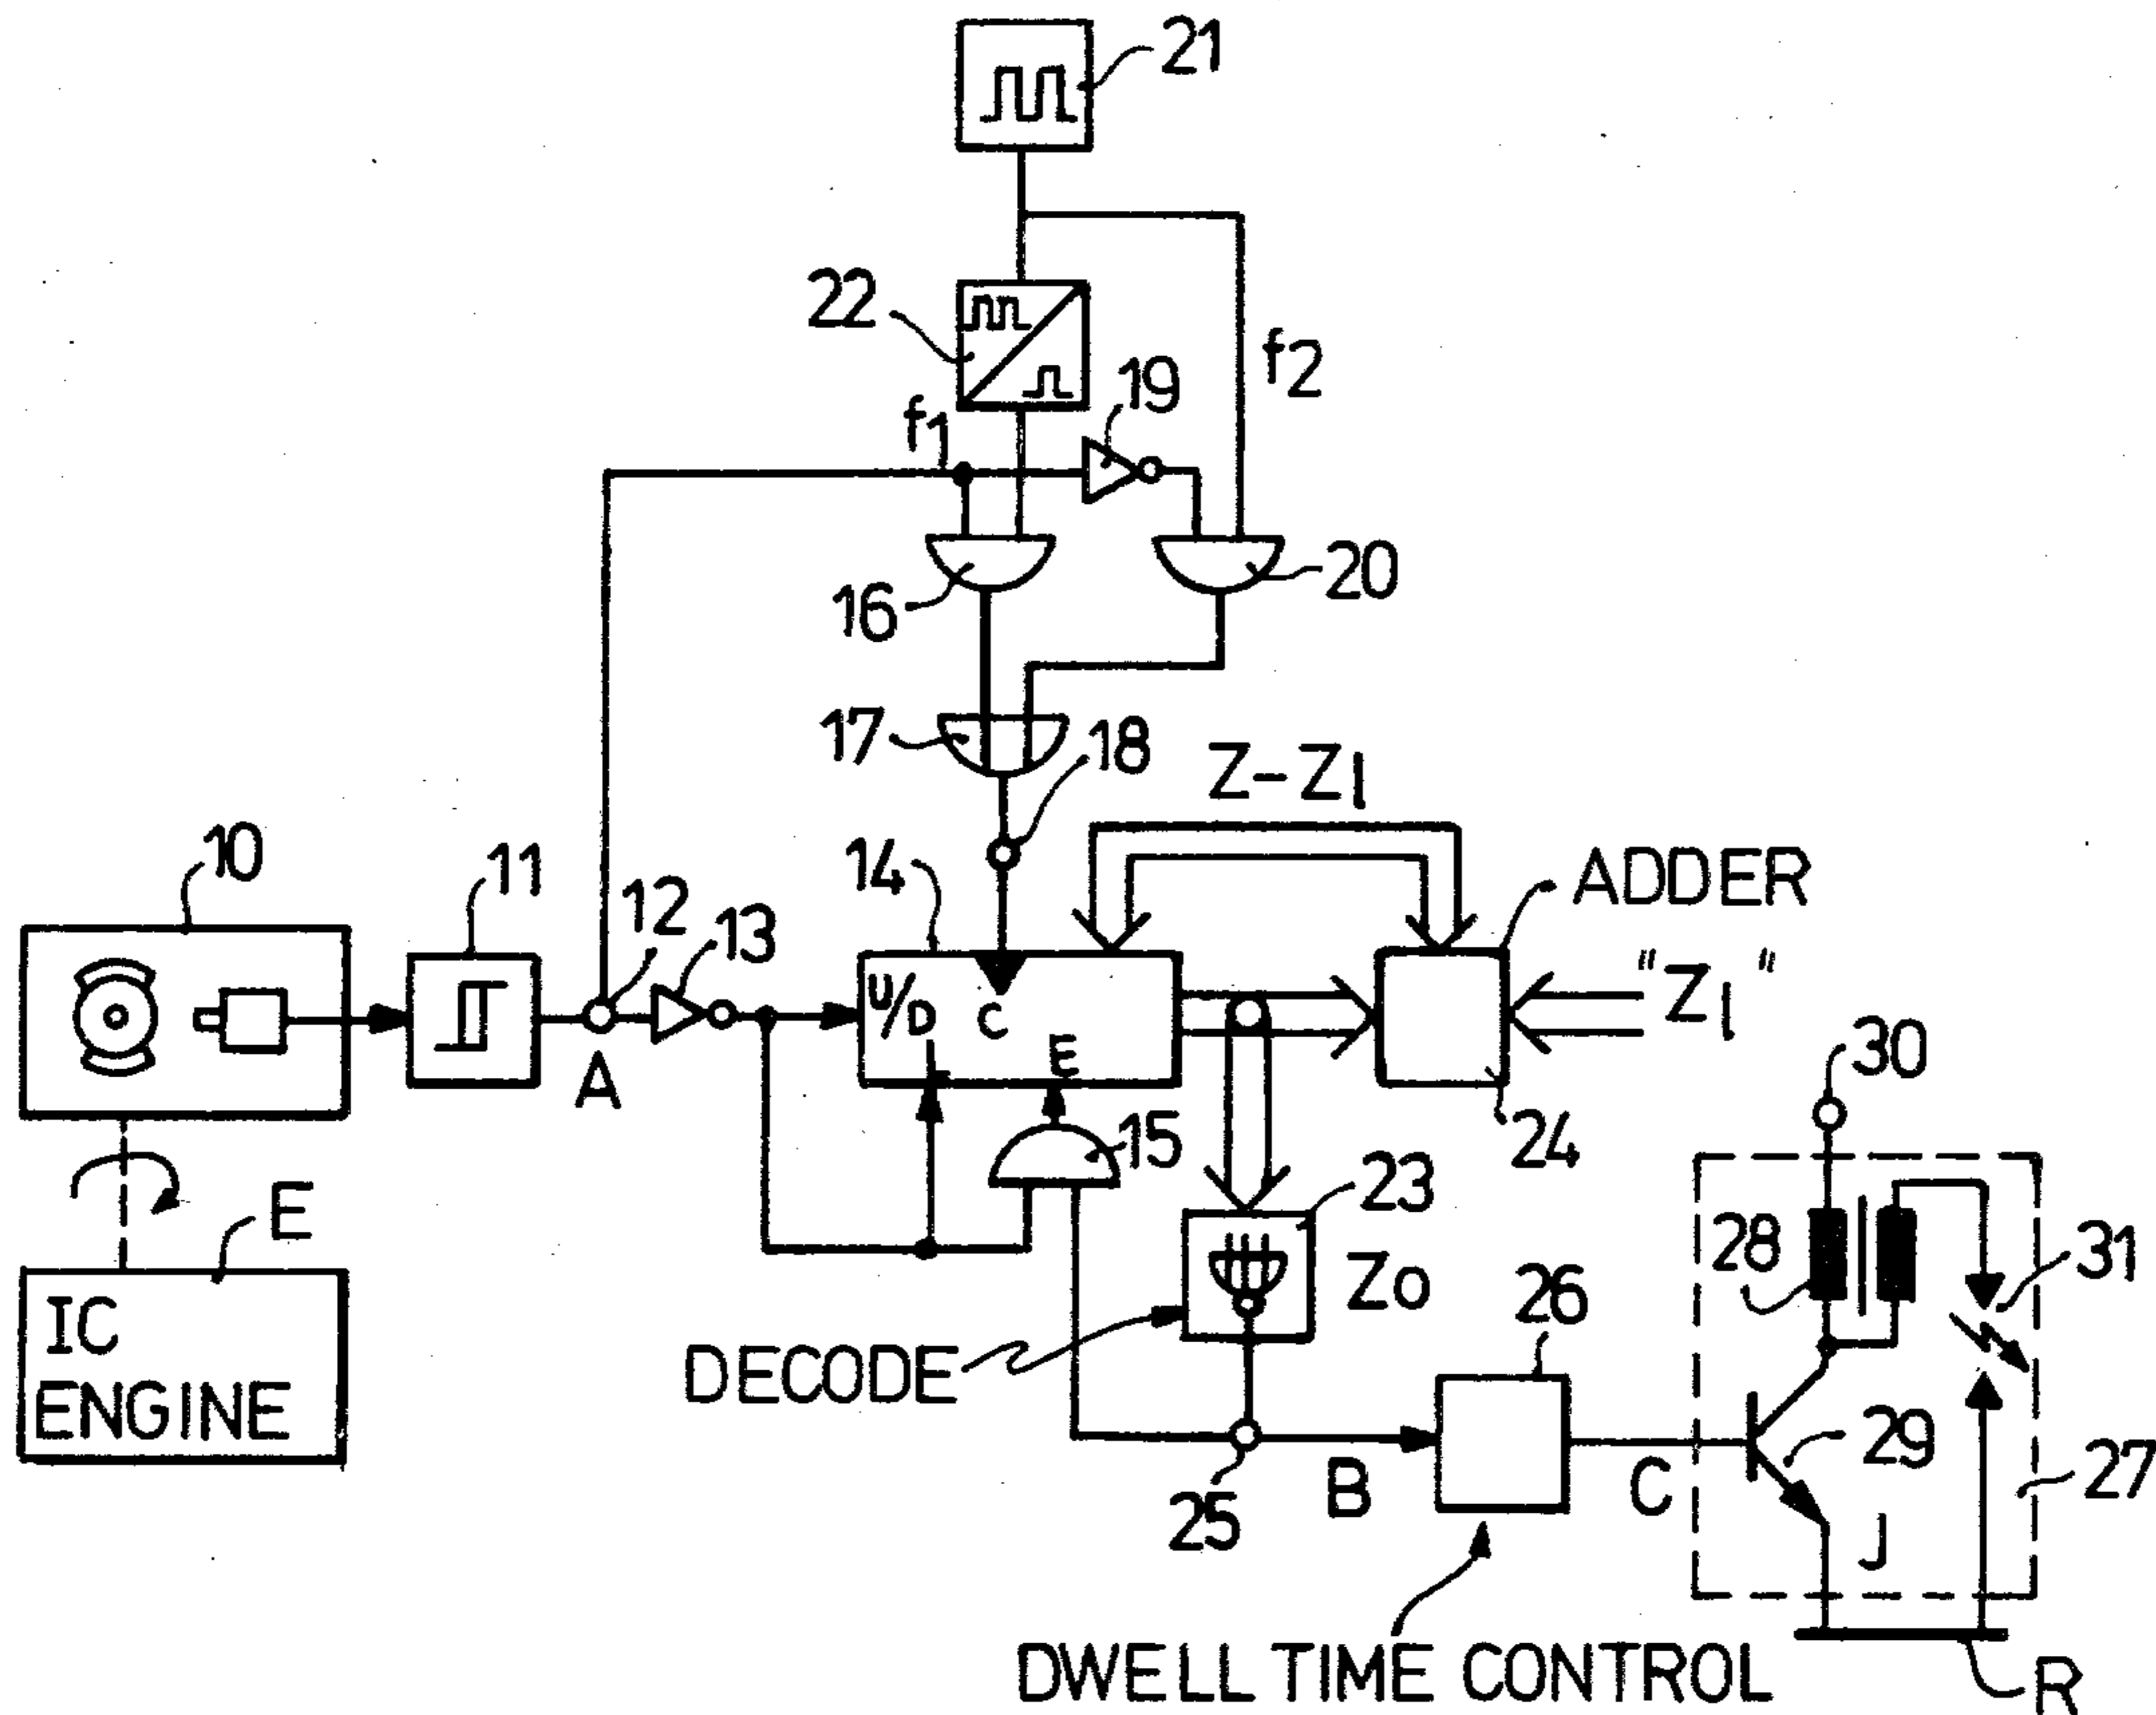 21
22
f2
19
f1
16
20
17
18
Z-Z1
10
11
12
13
14
ADDER
"Z1"
U/D
C
E
L
A
15
30
24
E
23
28
31
Z0
26
IC
ENGINE
DECODE
29
27
25
B
C
J
DWELL TIME CONTROL
R